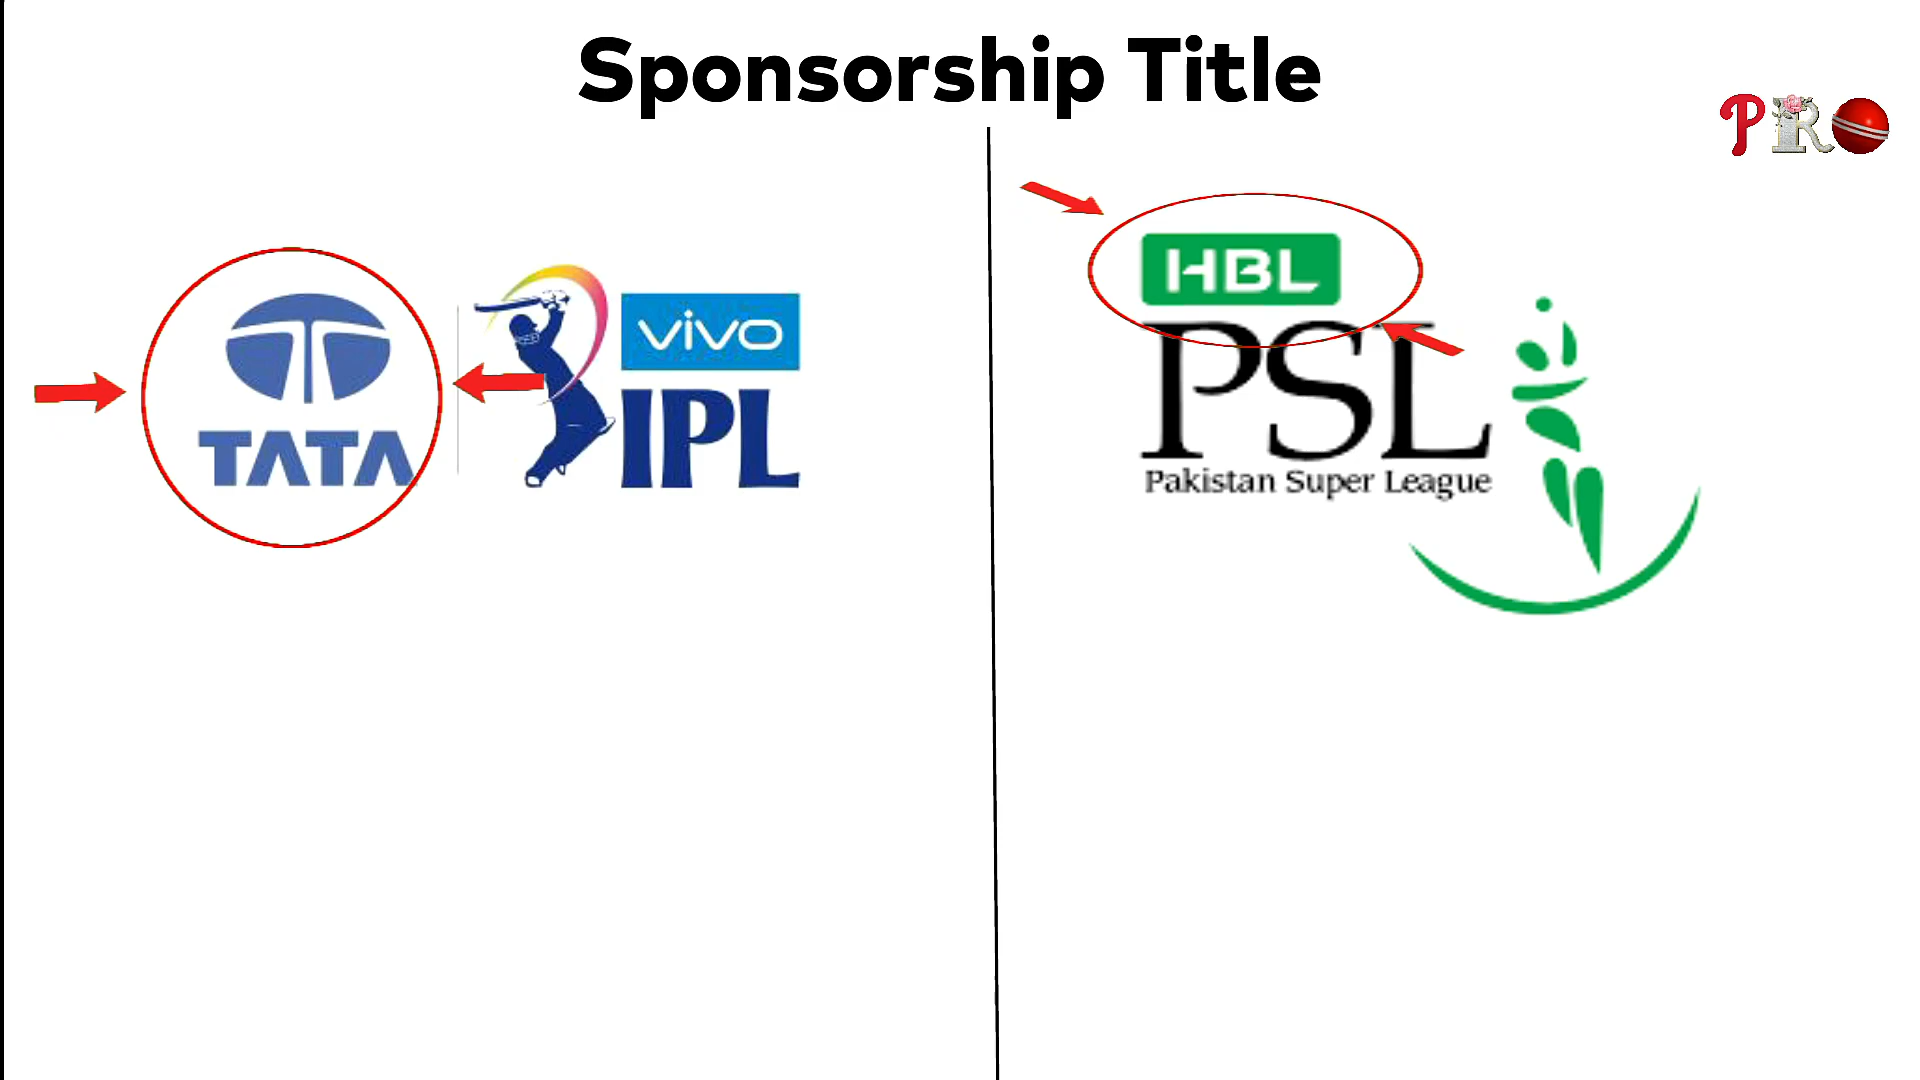 Sponsorship Title
PRO
TATA
vivo
IPL
HBL
PSL
Pakistan Super League